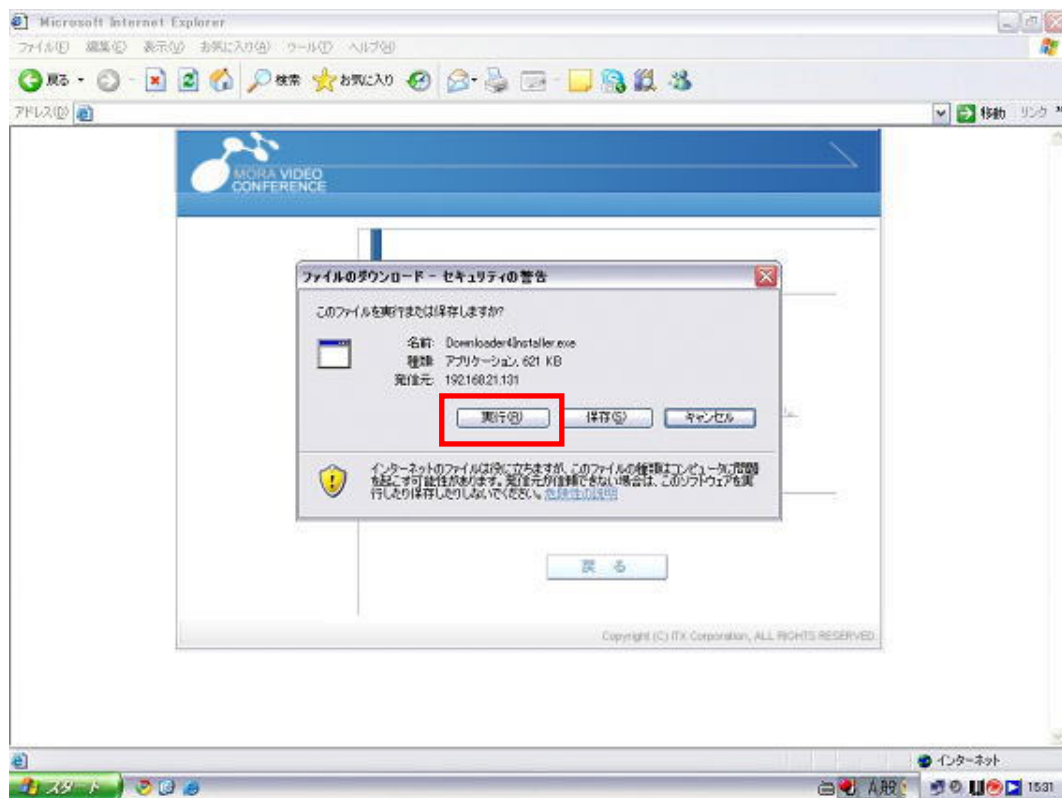 Microsoft Internet Explorer
ファイル(F) 編集(E) 表示(V) お気に入り(A) ツール(T) ヘルプ(H)
戻る 検索 お気に入り
アドレス(D) 移動 リンク
MORA VIDEO
CONFERENCE
ファイルのダウンロード - セキュリティの警告
このファイルを実行または保存しますか?
名前: Downloader4Installer.exe
種類: アプリケーション, 621 KB
発信元: 192.168.21.131
実行(R) 保存(S) キャンセル
インターネットのファイルは役に立ちますが、このファイルの種類はコンピュータに問題
を起こす可能性があります。発信元が信頼できない場合は、このソフトウェアを実
行したり保存したりしないでください。危険性の説明
戻る
Copyright (C) ITX Corporation, ALL RIGHTS RESERVED.
インターネット
スタート A般 15:31